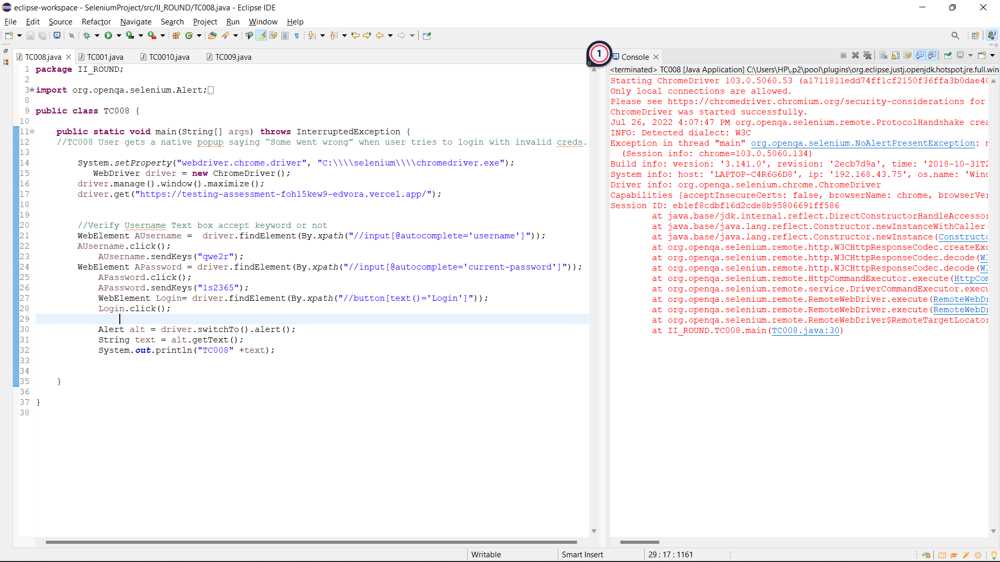 eclipse-workspace - SeleniumProject/src/II_ROUND/TC008.java - Eclipse IDE
File Edit Source Refactor Navigate Search Project Run Window Help
TC008.java TC001.java TC0010.java TC009.java
1 package II_ROUND;
2
3 import org.openqa.selenium.Alert;
8
9 public class TC008 {
10
11 public static void main(String[] args) throws InterruptedException {
12 //TC008 User gets a native popup saying “Some went wrong” when user tries to login with invalid creds.
13
14 System.setProperty("webdriver.chrome.driver", "C:\\\\selenium\\\\chromedriver.exe");
15 WebDriver driver = new ChromeDriver();
16 driver.manage().window().maximize();
17 driver.get("https://testing-assessment-foh15kew9-edvora.vercel.app/");
18
19
20 //Verify Username Text box accept keyword or not
21 WebElement AUsername =  driver.findElement(By.xpath("//input[@autocomplete='username']"));
22 AUsername.click();
23 AUsername.sendKeys("qwe2r");
24 WebElement APassword = driver.findElement(By.xpath("//input[@autocomplete='current-password']"));
25 APassword.click();
26 APassword.sendKeys("1s2365");
27 WebElement Login= driver.findElement(By.xpath("//button[text()='Login']"));
28 Login.click();
29
30 Alert alt = driver.switchTo().alert();
31 String text = alt.getText();
32 System.out.println("TC008" +text);
33
34
35 }
36
37 }
38
1
Console
<terminated> TC008 [Java Application] C:\Users\HP\.p2\pool\plugins\org.eclipse.justj.openjdk.hotspot.jre.full.win
Starting ChromeDriver 103.0.5060.53 (a1711811edd74ff1cf2150f36ffa3b0dae40
Only local connections are allowed.
Please see https://chromedriver.chromium.org/security-considerations for
ChromeDriver was started successfully.
Jul 26, 2022 4:07:47 PM org.openqa.selenium.remote.ProtocolHandshake crea
INFO: Detected dialect: W3C
Exception in thread "main" org.openqa.selenium.NoAlertPresentException: n
(Session info: chrome=103.0.5060.134)
Build info: version: '3.141.0', revision: '2ecb7d9a', time: '2018-10-31T2
System info: host: 'LAPTOP-C4R6G6D8', ip: '192.168.43.75', os.name: 'Wind
Driver info: org.openqa.selenium.chrome.ChromeDriver
Capabilities {acceptInsecureCerts: false, browserName: chrome, browserVer
Session ID: eb1ef8cdbf16d2cde8b95806691ff586
at java.base/jdk.internal.reflect.DirectConstructorHandleAccessor
at java.base/java.lang.reflect.Constructor.newInstanceWithCaller(
at java.base/java.lang.reflect.Constructor.newInstance(Constructo
at org.openqa.selenium.remote.http.W3CHttpResponseCodec.createExc
at org.openqa.selenium.remote.http.W3CHttpResponseCodec.decode(W3
at org.openqa.selenium.remote.http.W3CHttpResponseCodec.decode(W3
at org.openqa.selenium.remote.HttpCommandExecutor.execute(HttpCom
at org.openqa.selenium.remote.service.DriverCommandExecutor.execu
at org.openqa.selenium.remote.RemoteWebDriver.execute(RemoteWebDr
at org.openqa.selenium.remote.RemoteWebDriver.execute(RemoteWebDr
at org.openqa.selenium.remote.RemoteWebDriver$RemoteTargetLocator
at II_ROUND.TC008.main(TC008.java:30)
Writable Smart Insert 29 : 17 : 1161